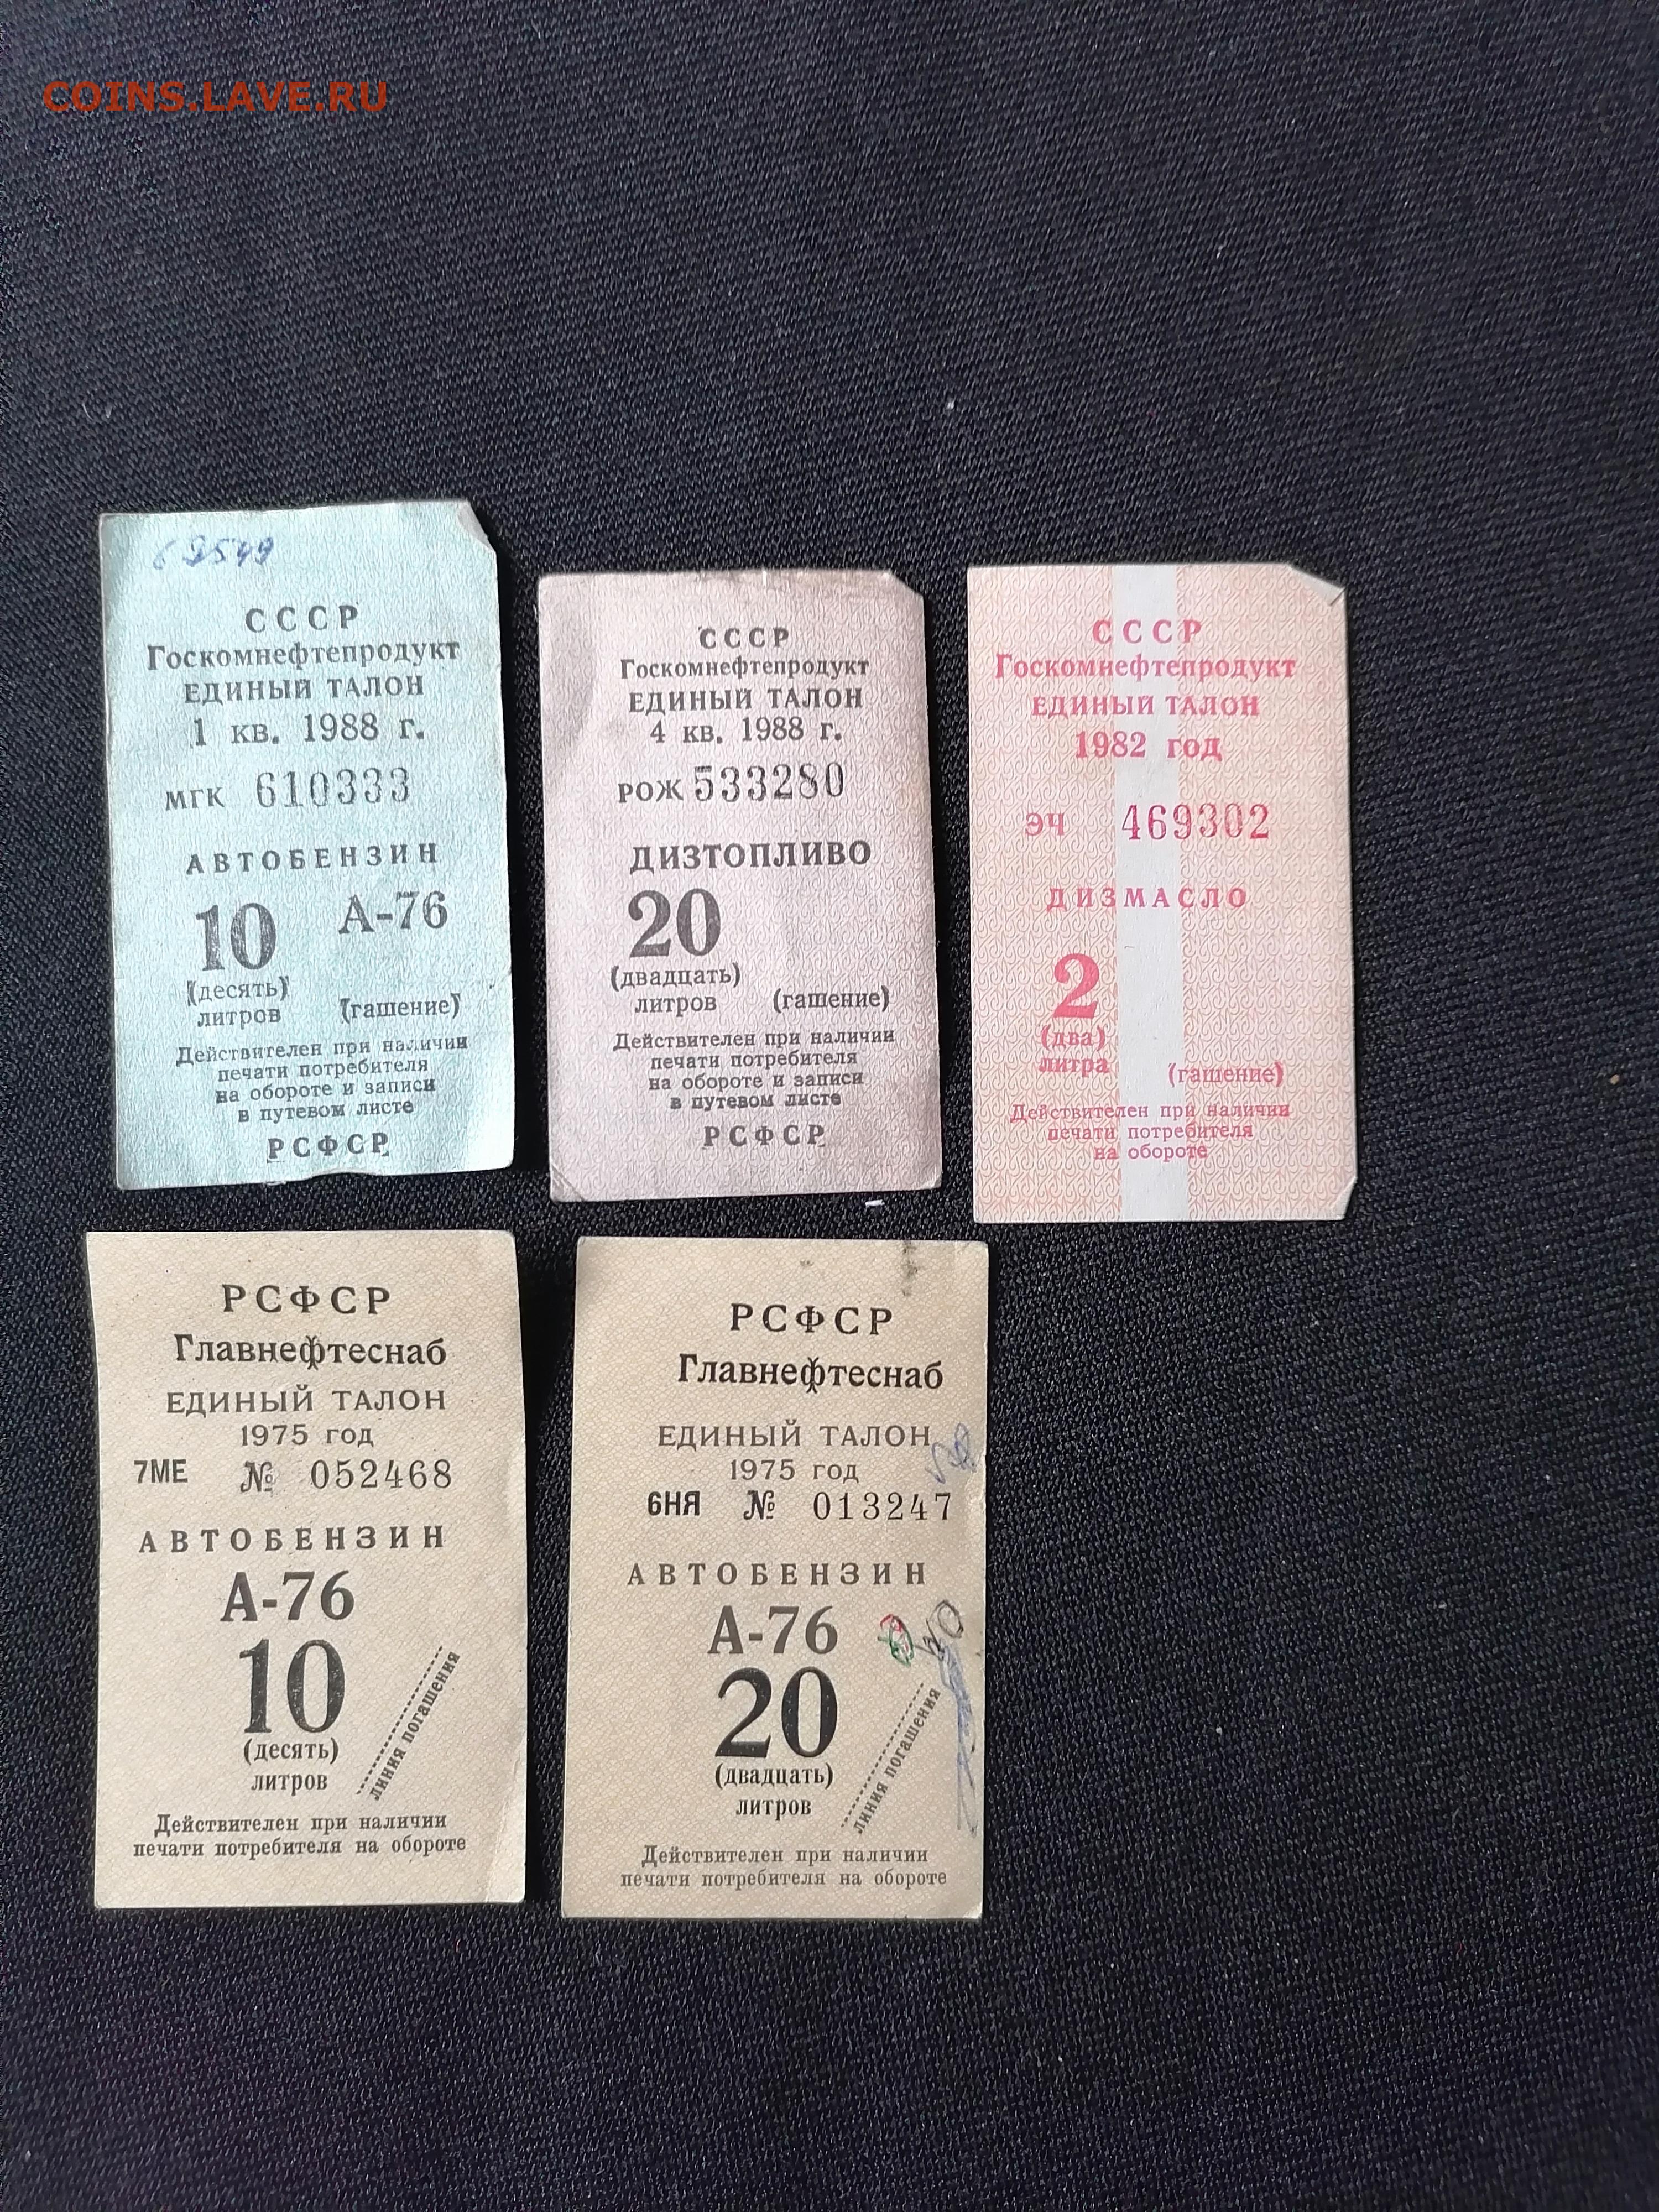 COINS.LAVE.RU
69549
СССР
Госкомнефтепродукт
ЕДИНЫЙ ТАЛОН
1 кв. 1988 г.
МГК 610333
АВТОБЕНЗИН
10 А-76
(десять)
литров (гашение)
Действителен при наличии
печати потребителя
на обороте и записи
в путевом листе
РСФСР
СССР
Госкомнефтепродукт
ЕДИНЫЙ ТАЛОН
4 кв. 1988 г.
РОЖ 533280
ДИЗТОПЛИВО
20
(двадцать)
литров (гашение)
Действителен при наличии
печати потребителя
на обороте и записи
в путевом листе
РСФСР
СССР
Госкомнефтепродукт
ЕДИНЫЙ ТАЛОН
1982 год
ЭЧ 469302
ДИЗМАСЛО
2
(два)
литра (гашение)
Действителен при наличии
печати потребителя
на обороте
РСФСР
Главнефтеснаб
ЕДИНЫЙ ТАЛОН
1975 год
7МЕ № 052468
АВТОБЕНЗИН
А-76
10
(десять)
литров
линия погашения
Действителен при наличии
печати потребителя на обороте
РСФСР
Главнефтеснаб
ЕДИНЫЙ ТАЛОН
1975 год
6НЯ № 013247
АВТОБЕНЗИН
А-76
20
(двадцать)
литров
линия погашения
Действителен при наличии
печати потребителя на обороте